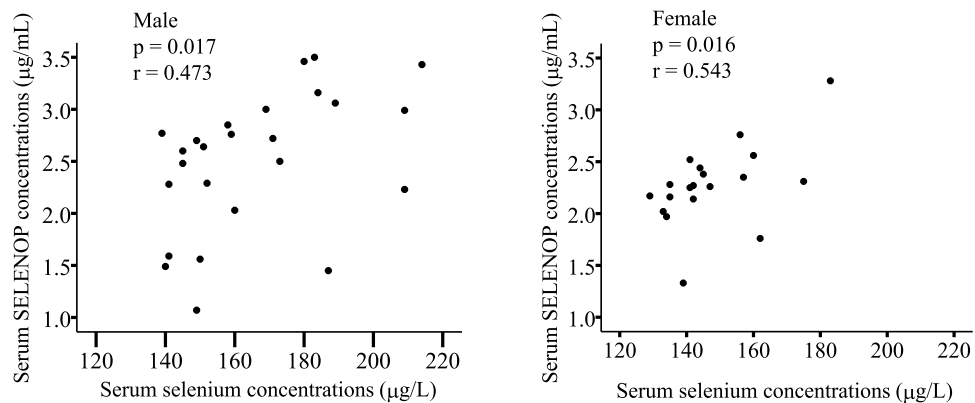 Male
p = 0.017
r = 0.473
Serum SELENOP concentrations (μg/mL)
3.5
3.0
2.5
2.0
1.5
1.0
120 140 160 180 200 220
Serum selenium concentrations (μg/L)
Female
p = 0.016
r = 0.543
Serum SELENOP concentrations (μg/mL)
3.5
3.0
2.5
2.0
1.5
1.0
120 140 160 180 200 220
Serum selenium concentrations (μg/L)